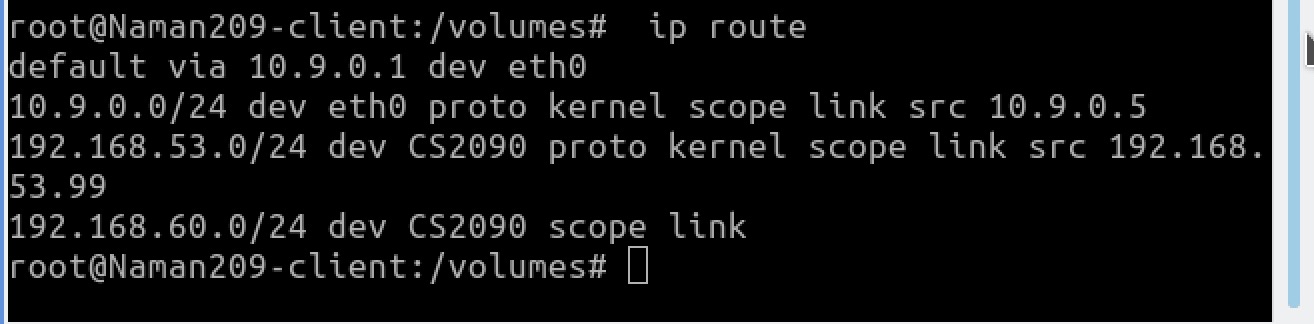 root@Naman209-client:/volumes#  ip route
default via 10.9.0.1 dev eth0
10.9.0.0/24 dev eth0 proto kernel scope link src 10.9.0.5
192.168.53.0/24 dev CS2090 proto kernel scope link src 192.168.
53.99
192.168.60.0/24 dev CS2090 scope link
root@Naman209-client:/volumes#